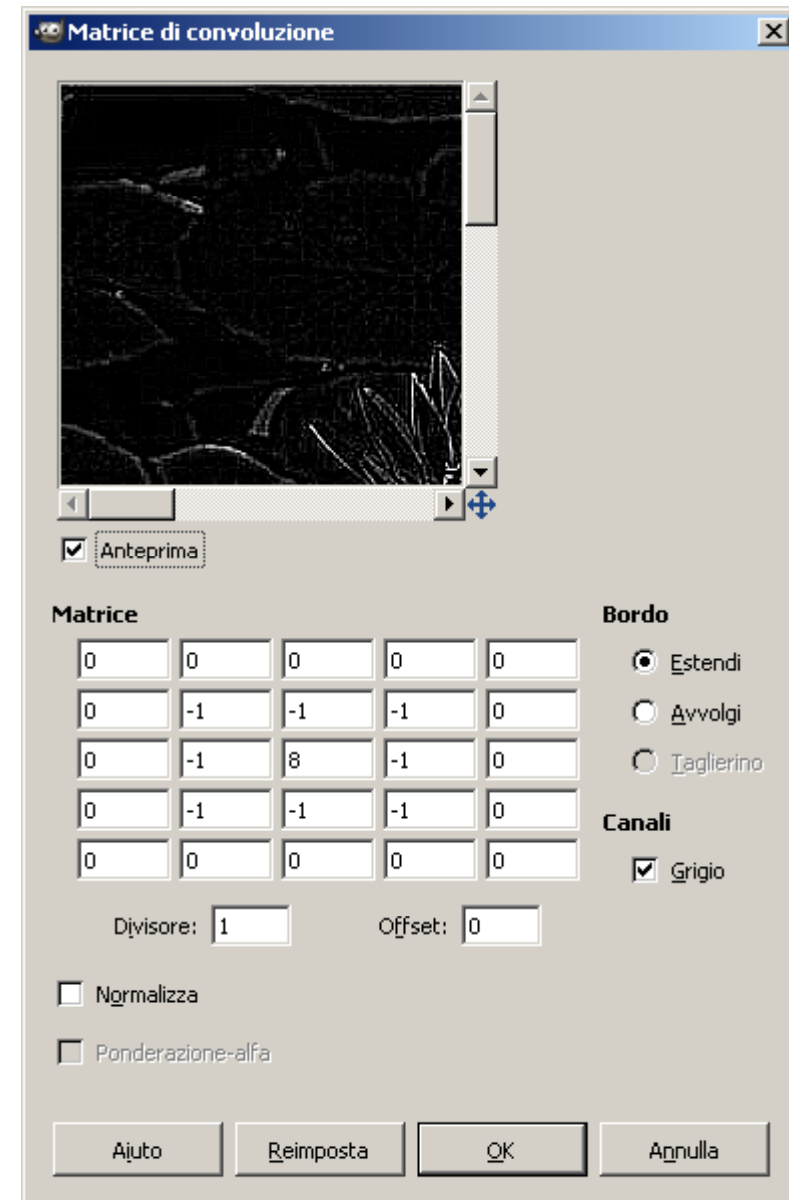 Matrice di convoluzione
Anteprima
Matrice
Bordo
0 0 0 0 0
Estendi
0 -1 -1 -1 0
Avvolgi
0 -1 8 -1 0
Taglierino
0 -1 -1 -1 0
Canali
0 0 0 0 0
Grigio
Divisore: 1 Offset: 0
Normalizza
Ponderazione-alfa
Aiuto Reimposta OK Annulla